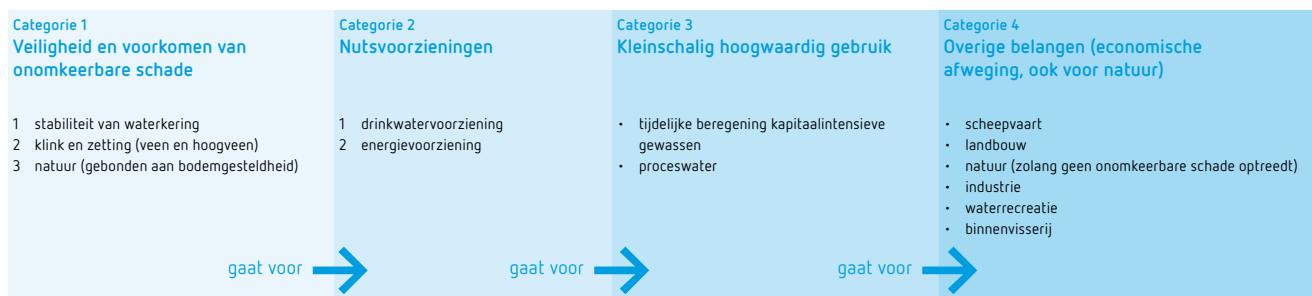 Categorie 1
Veiligheid en voorkomen van
onomkeerbare schade
1 stabiliteit van waterkering
2 klink en zetting (veen en hoogveen)
3 natuur (gebonden aan bodemgesteldheid)
gaat voor
Categorie 2
Nutsvoorzieningen
1 drinkwatervoorziening
2 energievoorziening
gaat voor
Categorie 3
Kleinschalig hoogwaardig gebruik
• tijdelijke beregening kapitaalintensieve
gewassen
• proceswater
gaat voor
Categorie 4
Overige belangen (economische
afweging, ook voor natuur)
• scheepvaart
• landbouw
• natuur (zolang geen onomkeerbare schade optreedt)
• industrie
• waterrecreatie
• binnenvisserij